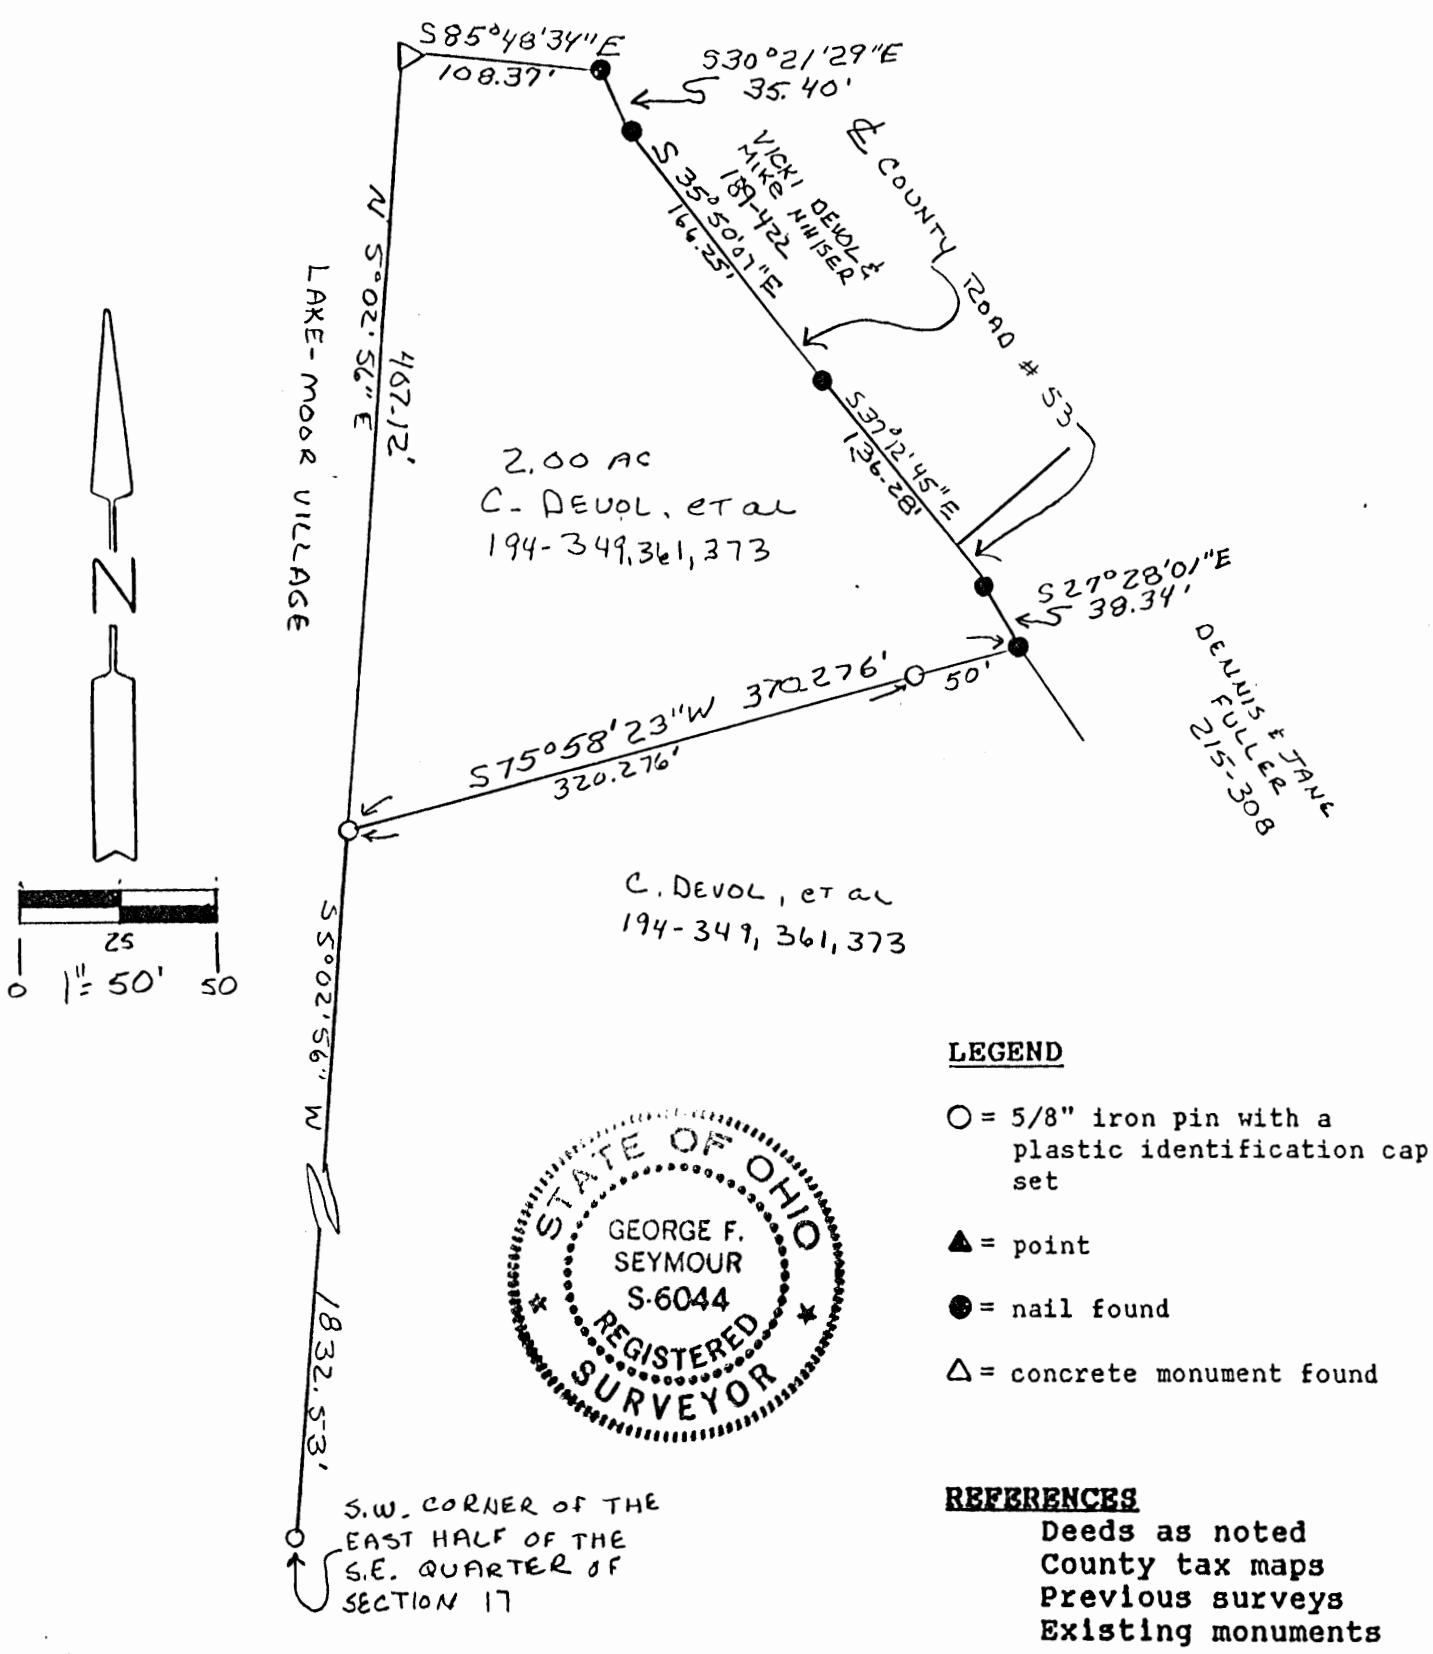 S85°48'34"E
108.37'
S30°21'29"E
35.40'
℄ COUNTY ROAD # 53
VICKI DEVOL &
MIKE NIHISER
189-422
S 35°50'07"E
166.25'
N 5°02'56"E
467.12'
LAKE-MOOR VILLAGE
S37°12'45"E
136.28'
2.00 AC
C. DEVOL, et al
194-349,361,373
N
S27°28'01"E
38.34'
DENNIS & JANE
FULLER
215-308
S75°58'23"W 370.276'
320.276'
50'
C. DEVOL, et al
194-349, 361, 373
25
0 1"= 50' 50
S 5°02'56" W
1832.53'
LEGEND
○ = 5/8" iron pin with a
plastic identification cap
set
▲ = point
● = nail found
△ = concrete monument found
STATE OF OHIO
GEORGE F.
SEYMOUR
S-6044
REGISTERED
SURVEYOR
S.W. CORNER OF THE
EAST HALF OF THE
S.E. QUARTER OF
SECTION 17
REFERENCES
Deeds as noted
County tax maps
Previous surveys
Existing monuments